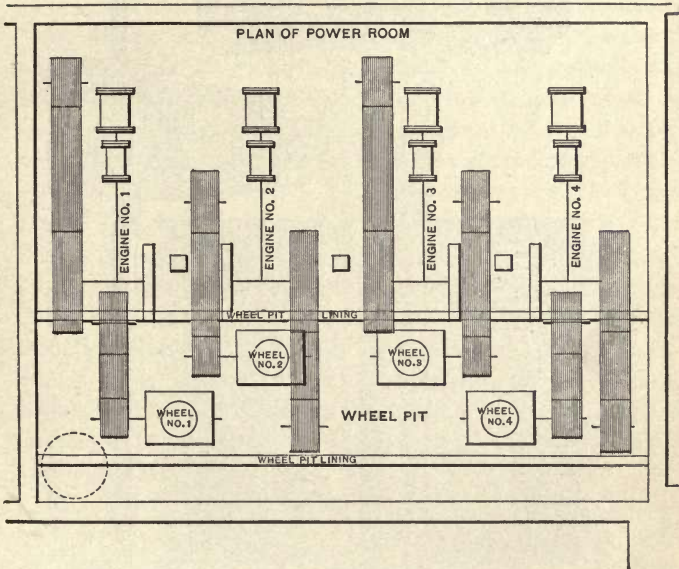 PLAN OF POWER ROOM
ENGINE NO. 1
ENGINE NO. 2
ENGINE NO. 3
ENGINE NO. 4
WHEEL PIT LINING
WHEEL
NO.2
WHEEL
NO.3
WHEEL
NO.1
WHEEL PIT
WHEEL
NO.4
WHEEL PIT LINING